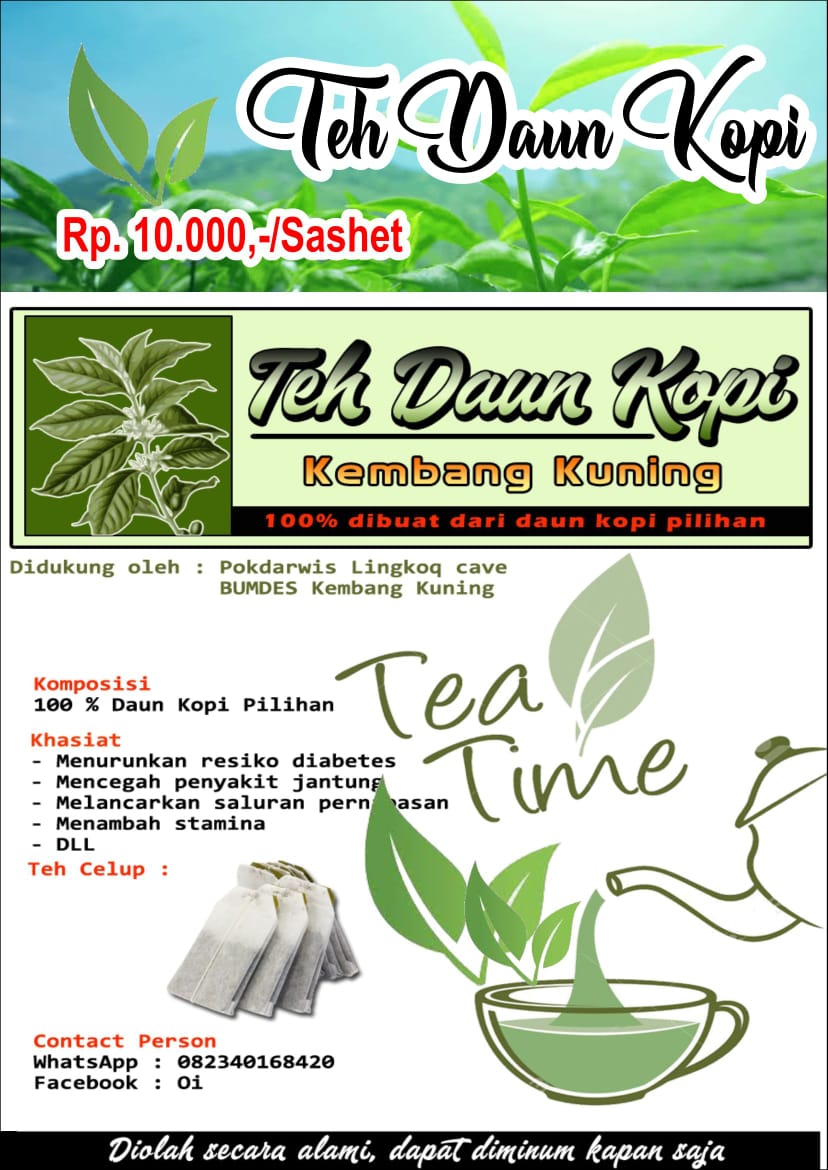 Teh Daun Kopi
Rp. 10.000,-/Sashet
Teh Daun Kopi
Kembang Kuning
100% dibuat dari daun kopi pilihan
Didukung oleh : Pokdarwis Lingkoq cave
BUMDES Kembang Kuning
Tea
Time
Komposisi
100 % Daun Kopi Pilihan
Khasiat
- Menurunkan resiko diabetes
- Mencegah penyakit jantung
- Melancarkan saluran pernapasan
- Menambah stamina
- DLL
Teh Celup :
Contact Person
WhatsApp : 082340168420
Facebook : Oi
Diolah secara alami, dapat diminum kapan saja